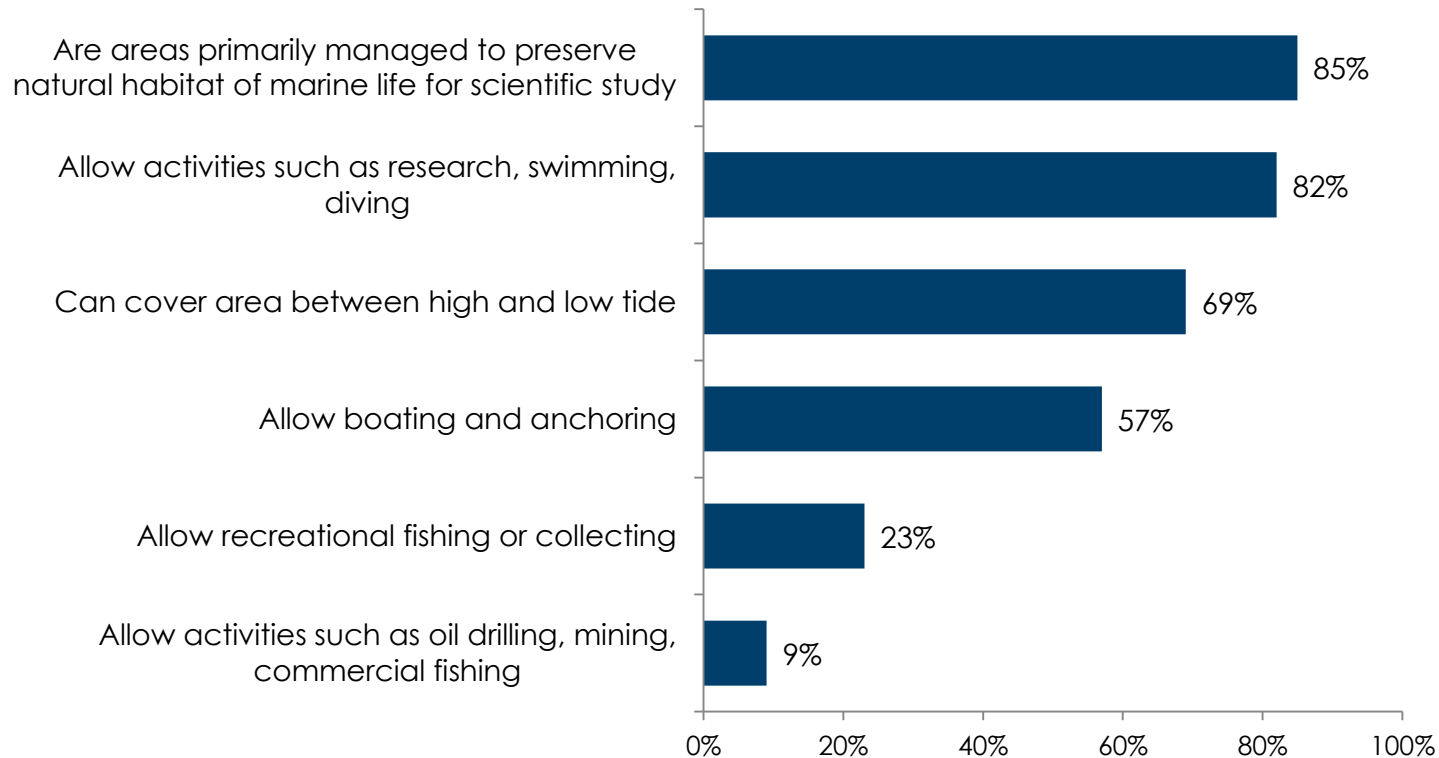 Are areas primarily managed to preserve
natural habitat of marine life for scientific study
85%
Allow activities such as research, swimming,
diving
82%
Can cover area between high and low tide
69%
Allow boating and anchoring
57%
Allow recreational fishing or collecting
23%
Allow activities such as oil drilling, mining,
commercial fishing
9%
0% 20% 40% 60% 80% 100%